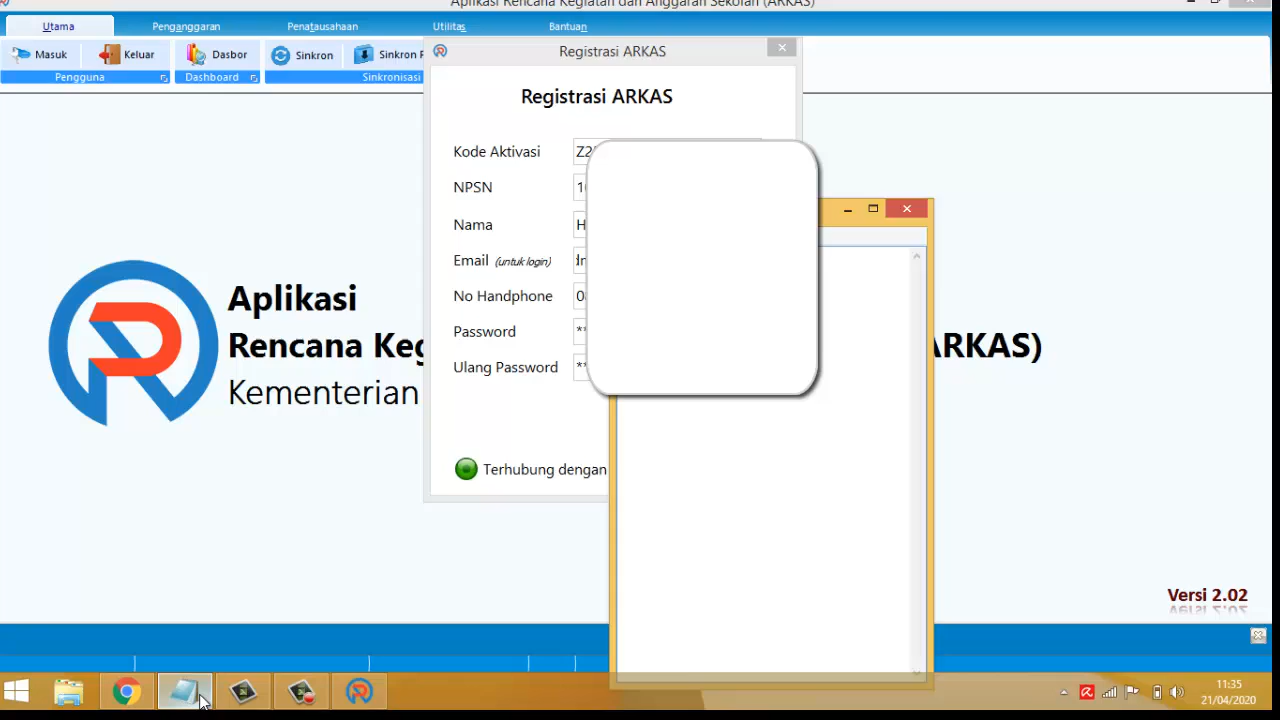 Aplikasi Rencana Kegiatan dan Anggaran Sekolah (ARKAS)
Utama Penganggaran Penatausahaan Utilitas Bantuan
Masuk Keluar Dasbor Sinkron Sinkron
Pengguna Dashboard Sinkronisasi
Registrasi ARKAS
Registrasi ARKAS
Kode Aktivasi
NPSN
Nama
Email (untuk login)
No Handphone
Password **
Ulang Password **
Terhubung dengan
Aplikasi
Rencana Keg ARKAS)
Kementerian
Versi 2.02
11:35
21/04/2020